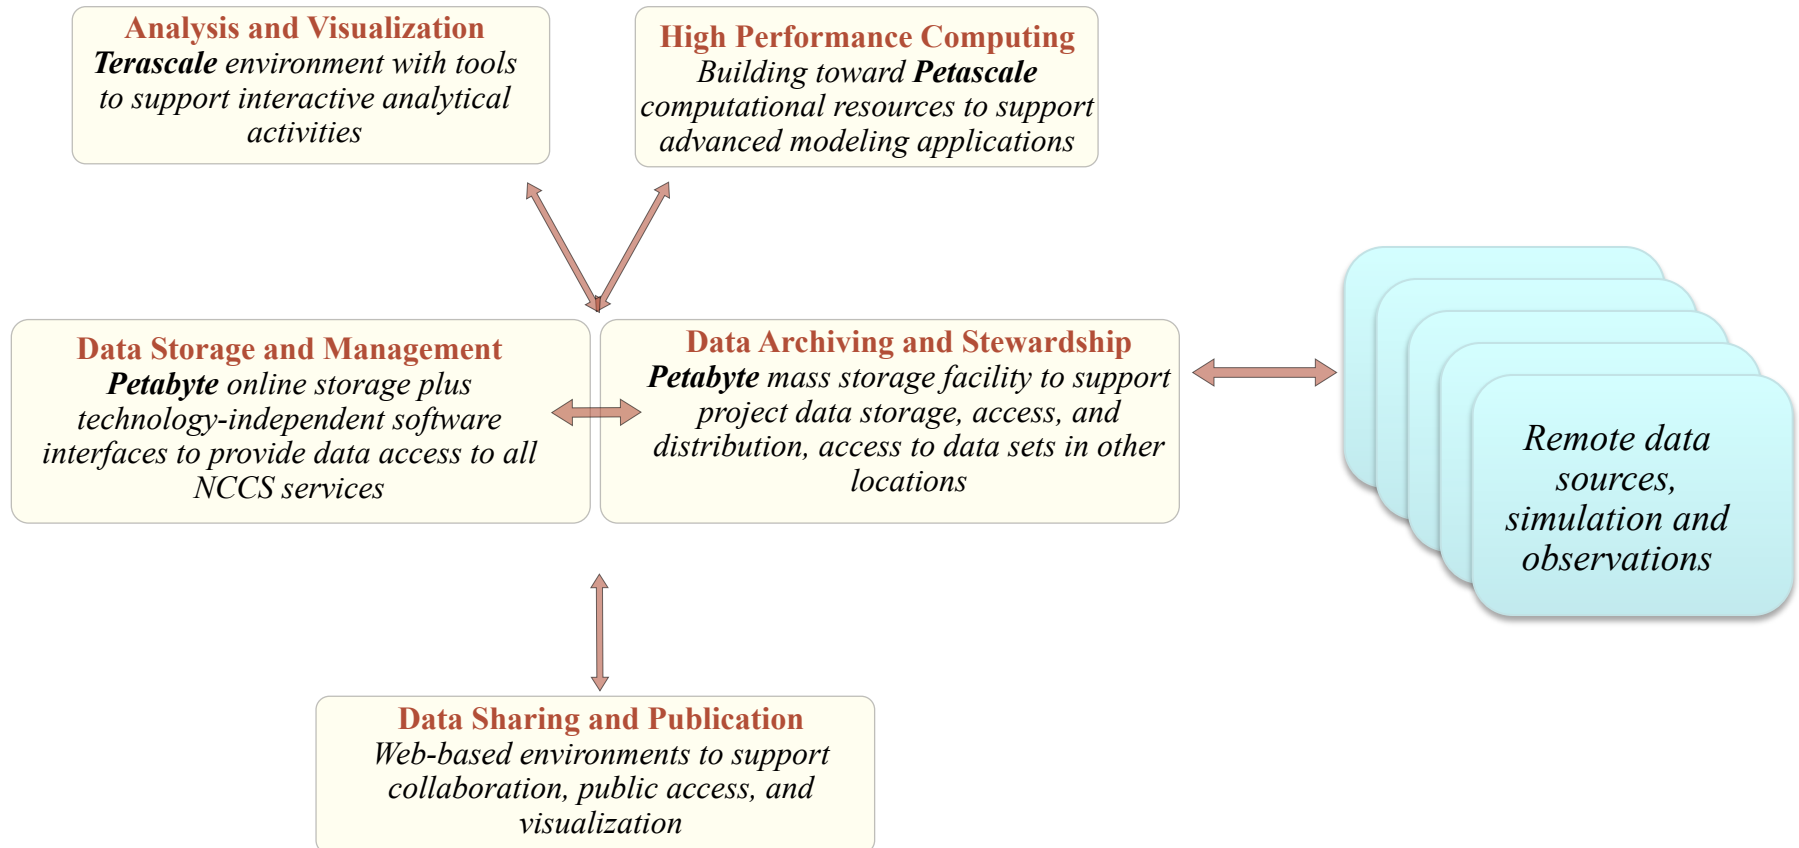 Analysis and Visualization
Terascale environment with tools
to support interactive analytical
activities
High Performance Computing
Building toward Petascale
computational resources to support
advanced modeling applications
Data Storage and Management
Petabyte online storage plus
technology-independent software
interfaces to provide data access to all
NCCS services
Data Archiving and Stewardship
Petabyte mass storage facility to support
project data storage, access, and
distribution, access to data sets in other
locations
Remote data
sources,
simulation and
observations
Data Sharing and Publication
Web-based environments to support
collaboration, public access, and
visualization